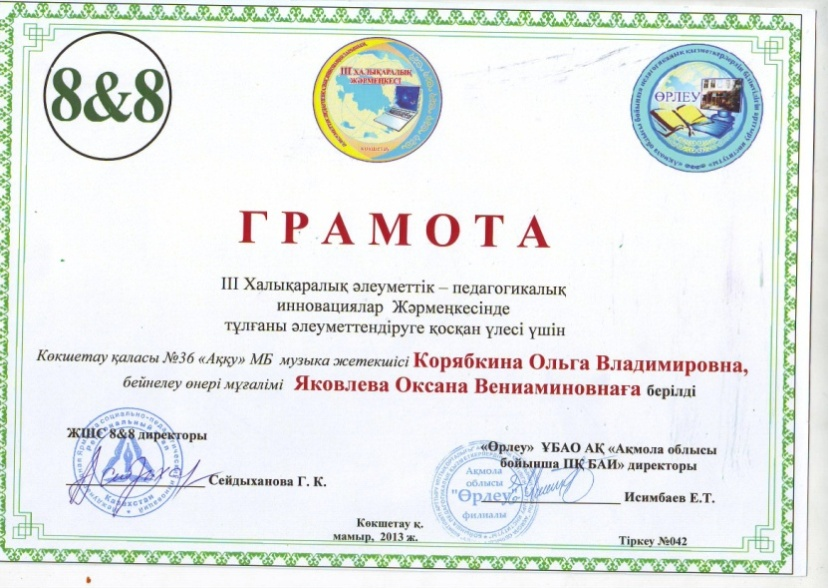 8&8
III ХАЛЫҚАРАЛЫҚ
ЖӘРМЕҢКЕСІ
ӨРЛЕУ
ГРАМОТА
III Халықаралық әлеуметтік – педагогикалық
инновациялар Жәрмеңкесінде
тұлғаны әлеуметтендіруге қосқан үлесі үшін
Көкшетау қаласы №36 «Аққу» МБ музыка жетекшісі Корябкина Ольга Владимировна,
бейнелеу өнері мұғалімі Яковлева Оксана Вениаминовнаға берілді
ЖШС 8&8 директоры
Сейдыханова Г. К.
Казахстан
«Өрлеу» ҰБАО АҚ «Ақмола облысы
бойынша ПҚ БАИ» директоры
Исимбаев Е.Т.
Ақмола
облысы
"Өрлеу"
филиалы
Көкшетау қ.
мамыр, 2013 ж.
Тіркеу №042